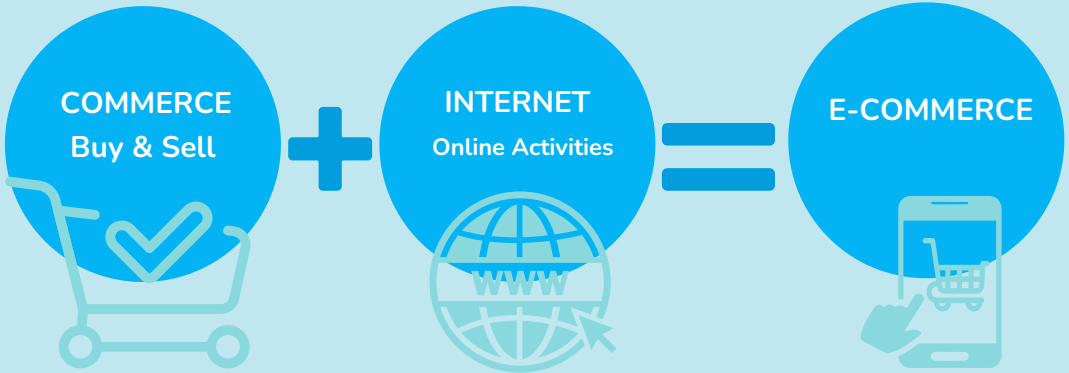 COMMERCE
Buy & Sell
INTERNET
Online Activities
www
E-COMMERCE